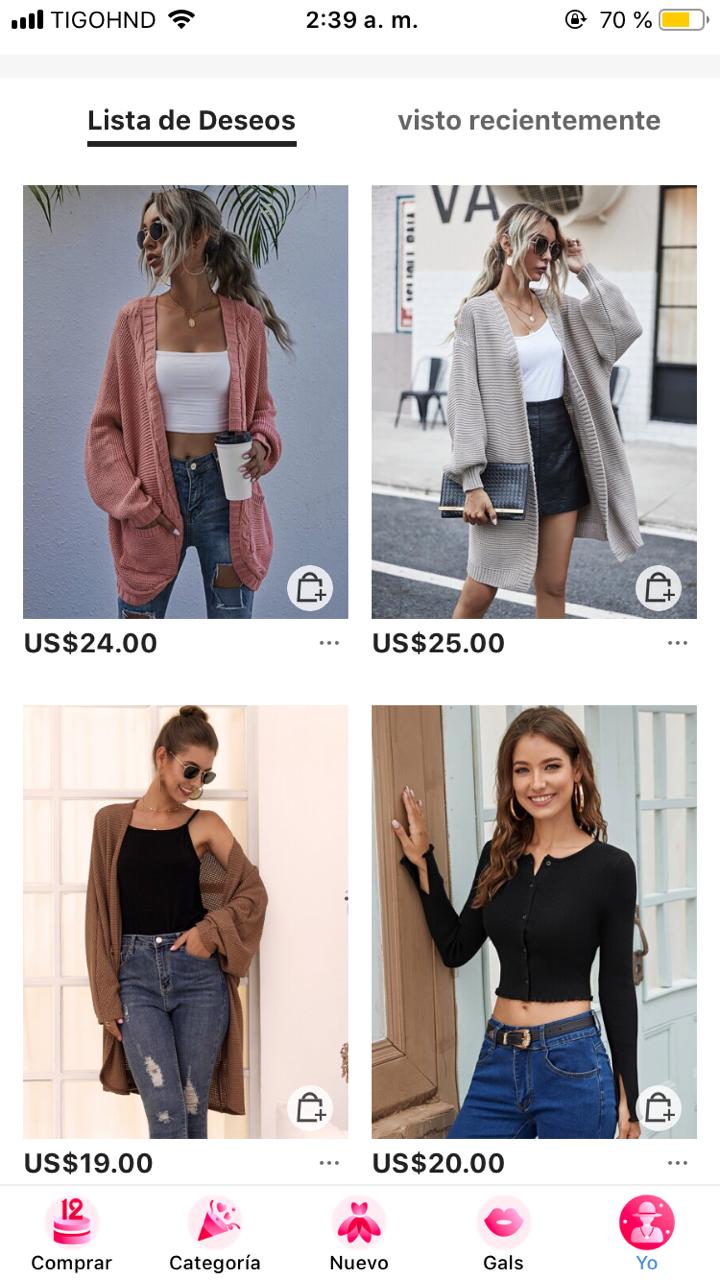 TIGOHND 2:39 a. m. 70 %
Lista de Deseos visto recientemente
VA
US$24.00 US$25.00
US$19.00 US$20.00
12
Comprar Categoría Nuevo Gals Yo